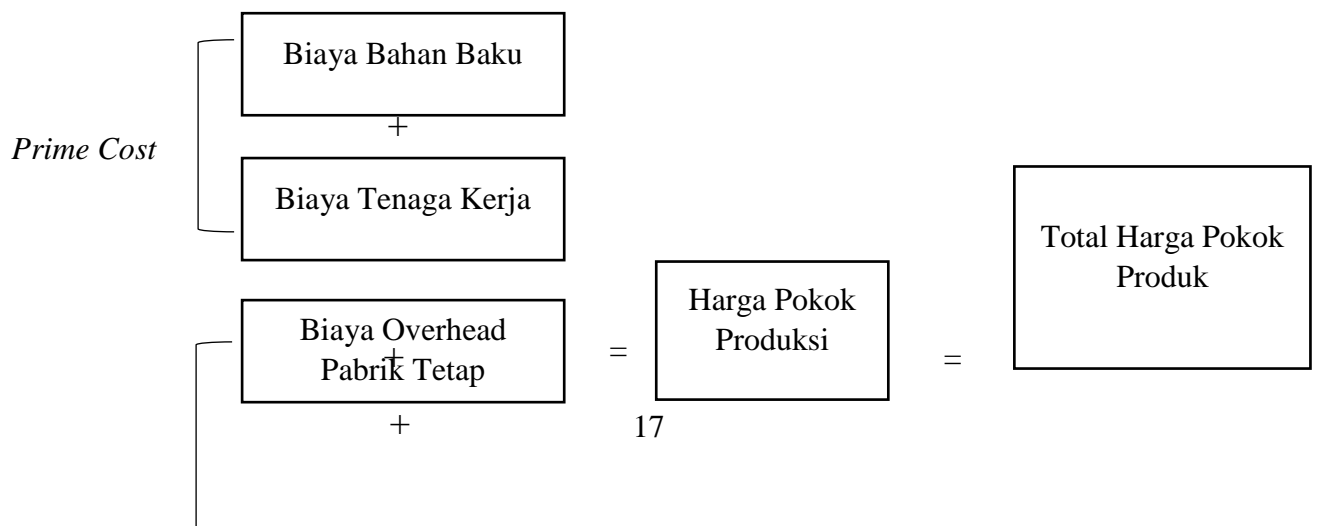 Biaya Bahan Baku
+
Prime Cost
Biaya Tenaga Kerja
Total Harga Pokok
Produk
Harga Pokok
Produksi
Biaya Overhead
+
Pabrik Tetap
=
=
+
17